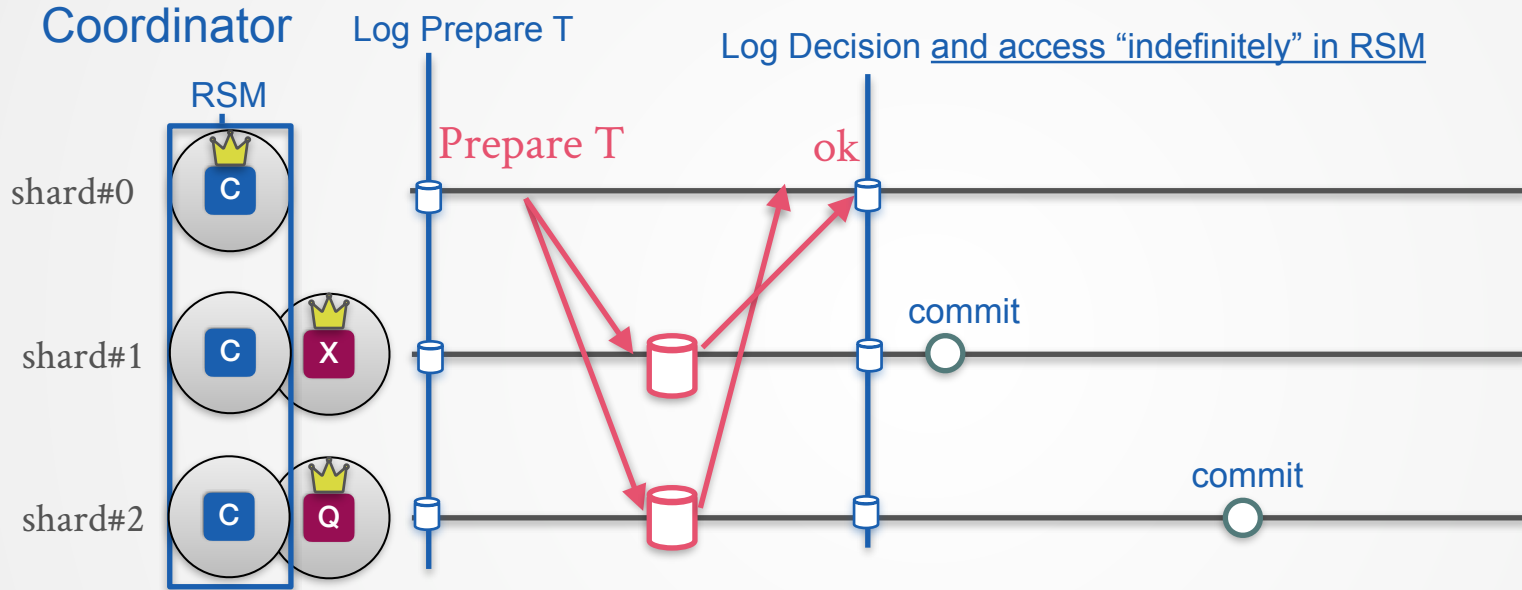 Coordinator
Log Prepare T
Log Decision and access “indefinitely” in RSM
RSM
Prepare T
ok
shard#0
C
commit
shard#1
C
X
commit
shard#2
C
Q